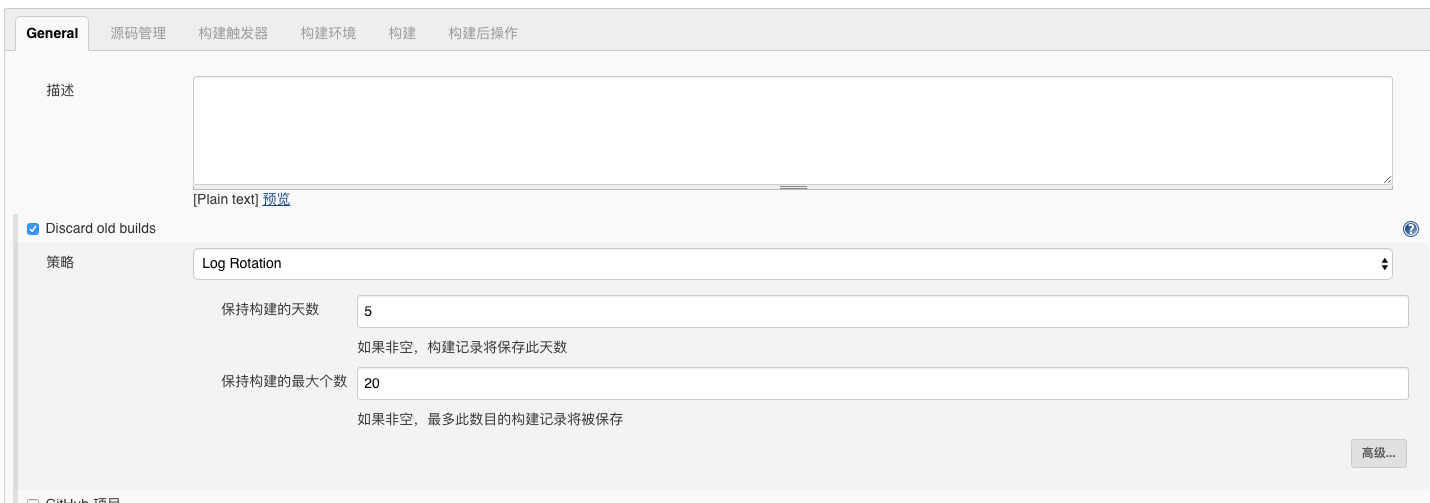 General 源码管理 构建触发器 构建环境 构建 构建后操作
描述
[Plain text] 预览
Discard old builds
策略 Log Rotation
保持构建的天数 5
如果非空，构建记录将保存此天数
保持构建的最大个数 20
如果非空，最多此数目的构建记录将被保存
高级...
GitHub 项目